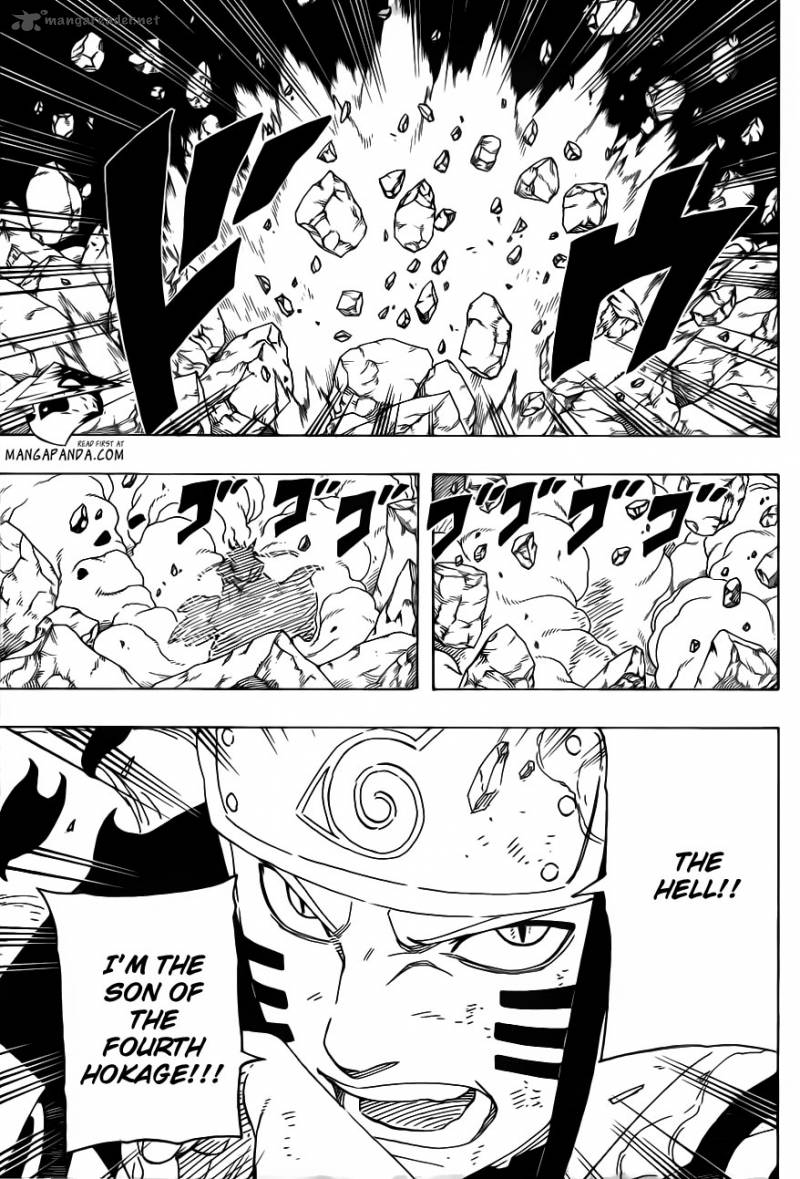 mangareader.net
ドガ
READ FIRST AT
MANGAPANDA.COM
ゴゴゴゴ
ゴゴゴ
THE
HELL!!
I'M THE
SON OF
THE
FOURTH
HOKAGE!!!